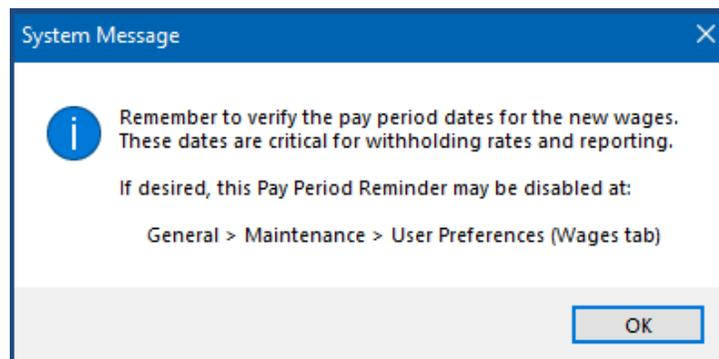 System Message
Remember to verify the pay period dates for the new wages.
These dates are critical for withholding rates and reporting.
If desired, this Pay Period Reminder may be disabled at:
General > Maintenance > User Preferences (Wages tab)
OK